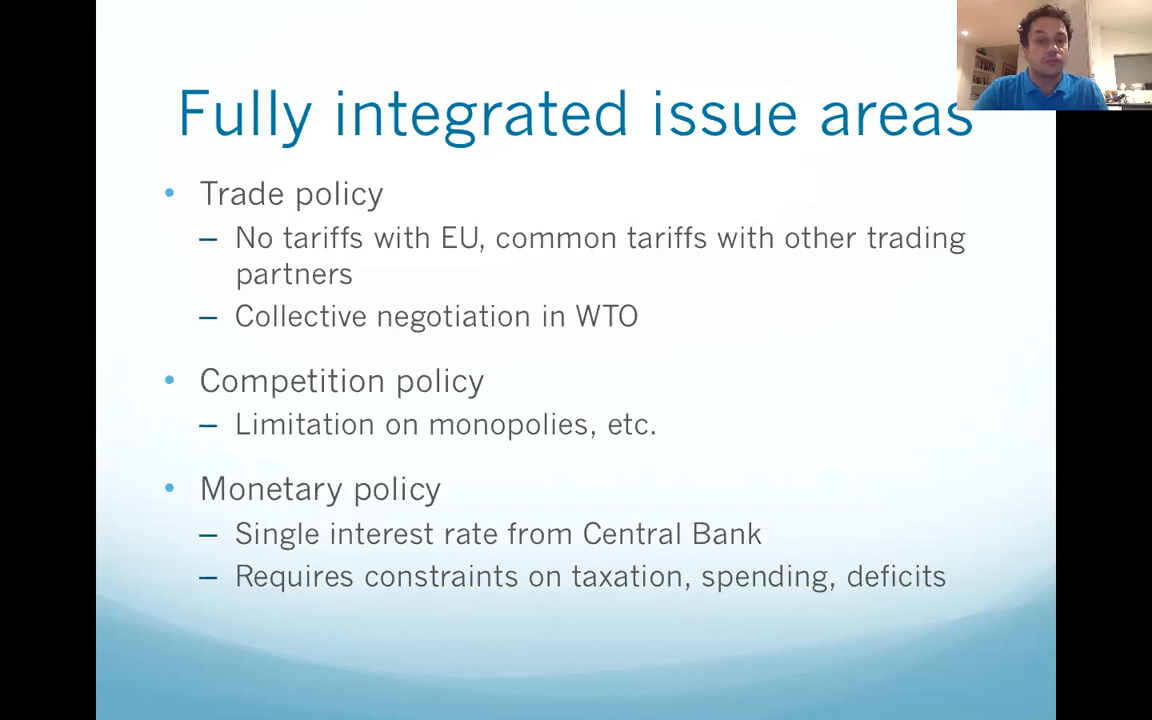 Fully integrated issue areas
• Trade policy
– No tariffs with EU, common tariffs with other trading
partners
– Collective negotiation in WTO
• Competition policy
– Limitation on monopolies, etc.
• Monetary policy
– Single interest rate from Central Bank
– Requires constraints on taxation, spending, deficits